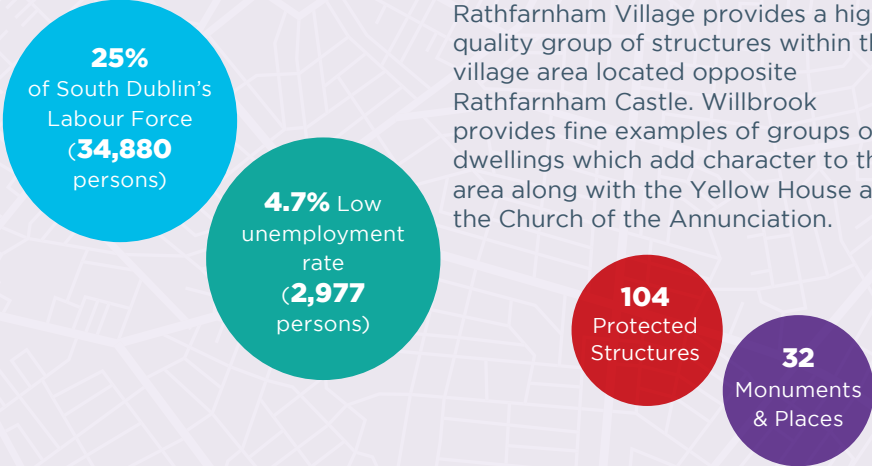 25%
of South Dublin's
Labour Force
(34,880
persons)
4.7% Low
unemployment
rate
(2,977
persons)
Rathfarnham Village provides a hig
quality group of structures within th
village area located opposite
Rathfarnham Castle. Willbrook
provides fine examples of groups o
dwellings which add character to th
area along with the Yellow House a
the Church of the Annunciation.
104
Protected
Structures
32
Monuments
& Places